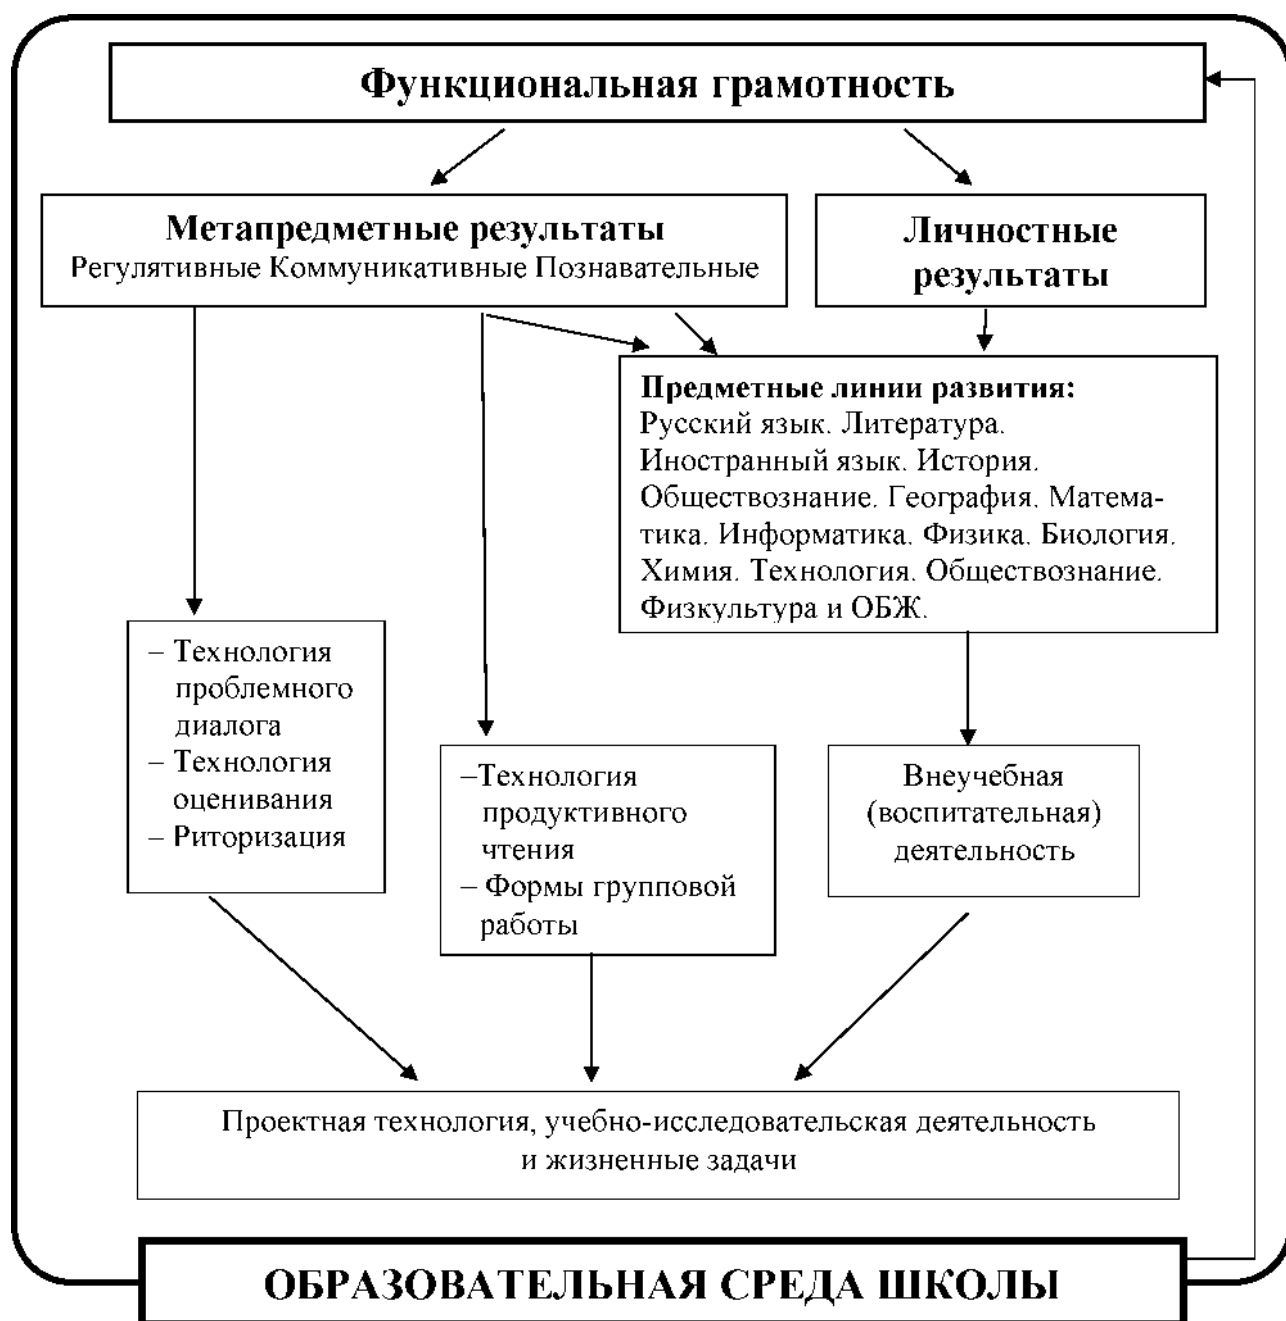 Функциональная грамотность
Метапредметные результаты
Регулятивные Коммуникативные Познавательные
Личностные
результаты
Предметные линии развития:
Русский язык. Литература.
Иностранный язык. История.
Обществознание. География. Матема-
тика. Информатика. Физика. Биология.
Химия. Технология. Обществознание.
Физкультура и ОБЖ.
– Технология
проблемного
диалога
– Технология
оценивания
– Риторизация
–Технология
продуктивного
чтения
– Формы групповой
работы
Внеучебная
(воспитательная)
деятельность
Проектная технология, учебно-исследовательская деятельность
и жизненные задачи
ОБРАЗОВАТЕЛЬНАЯ СРЕДА ШКОЛЫ